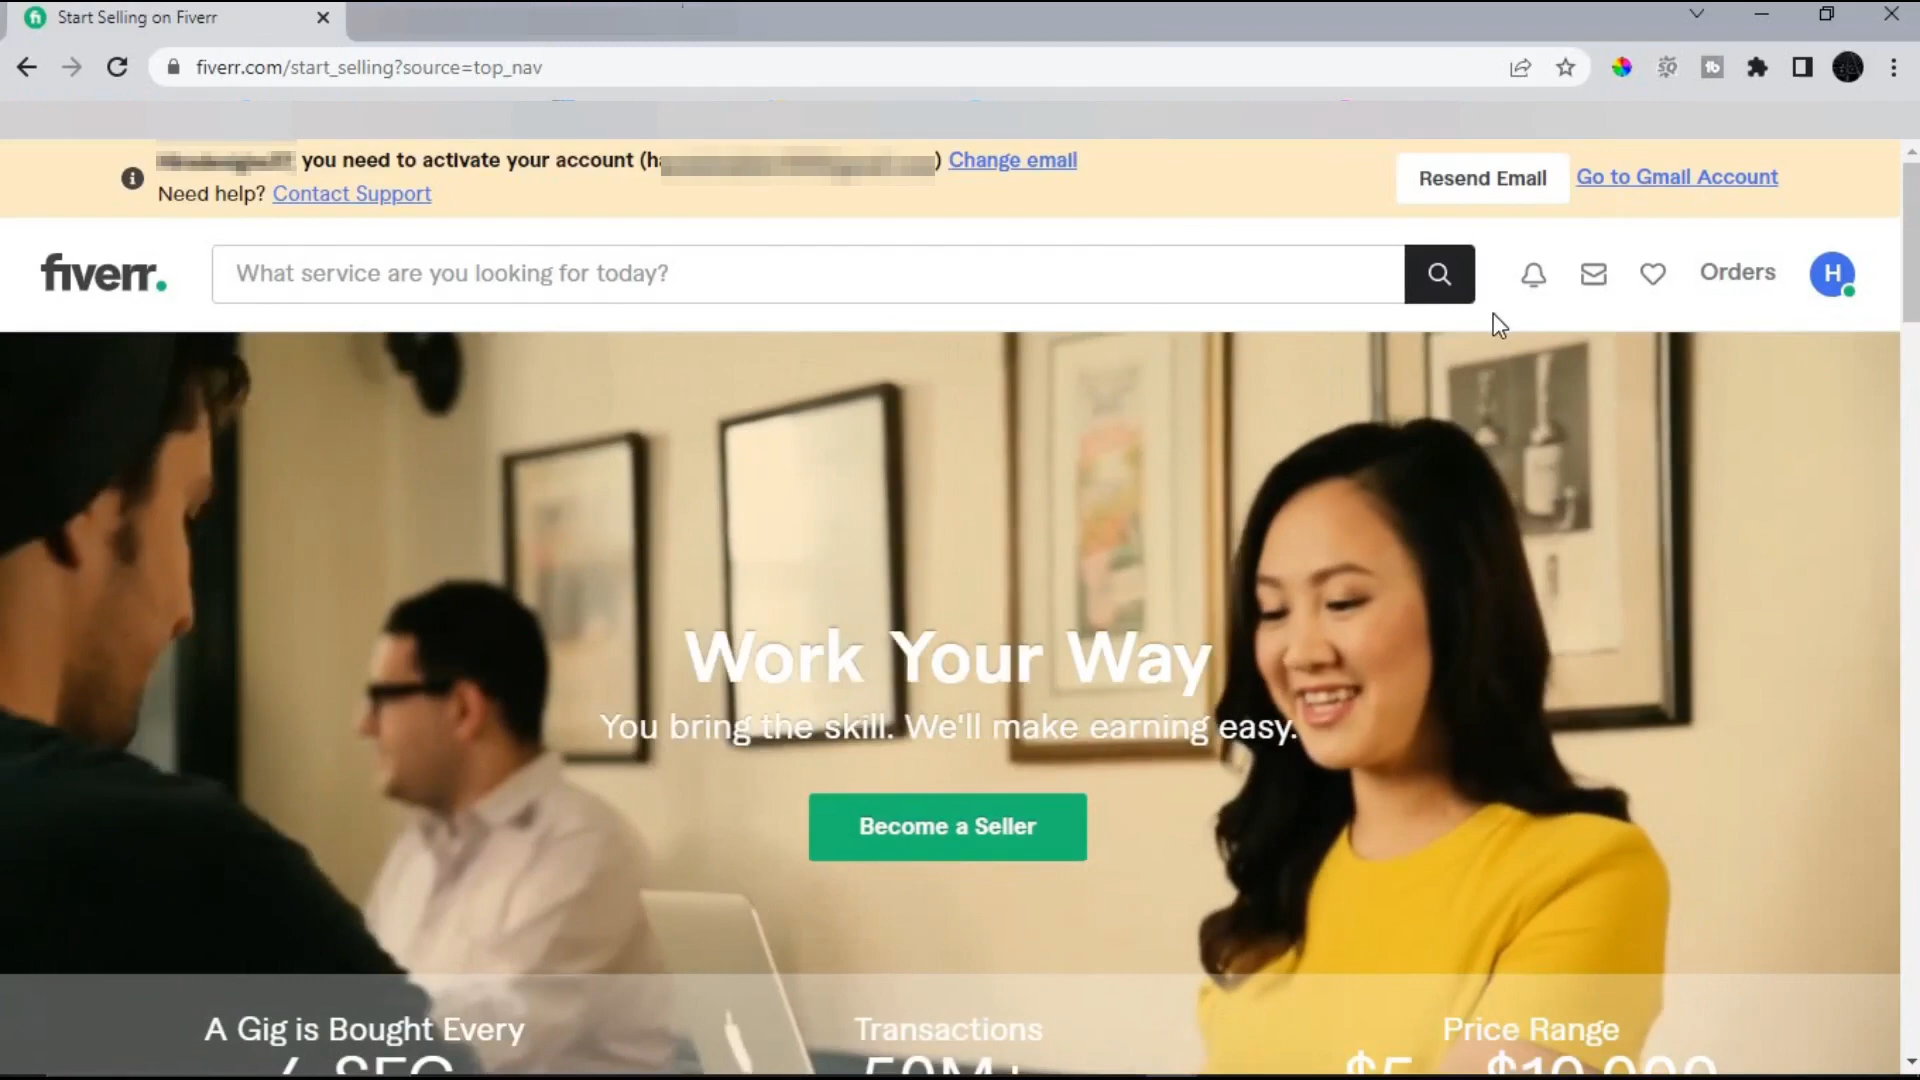 Start Selling on Fiverr
fiverr.com/start_selling?source=top_nav
you need to activate your account (ha ) Change email
Need help? Contact Support
Resend Email
Go to Gmail Account
fiverr.
What service are you looking for today?
Orders
H
Work Your Way
You bring the skill. We'll make earning easy.
Become a Seller
A Gig is Bought Every
Transactions
Price Range